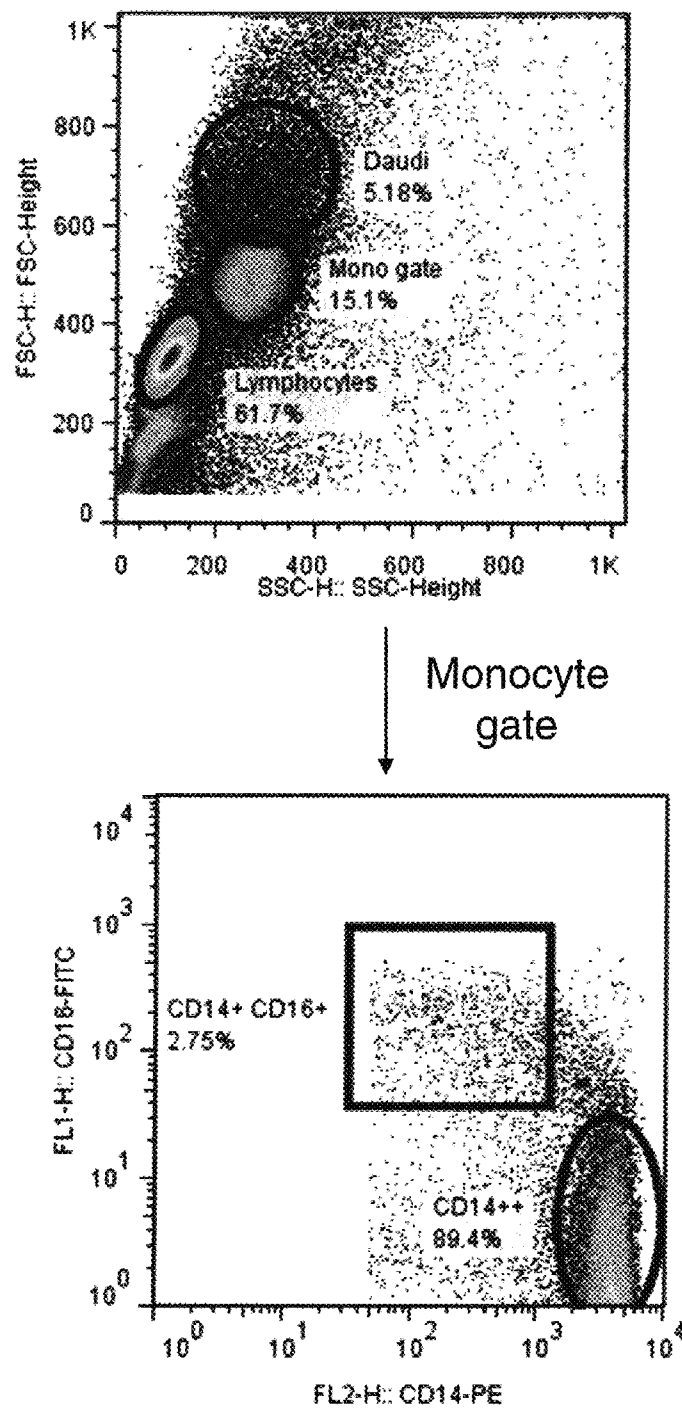 1K
800
600
400
200
0
FSC-H:: FSC-Height
Daudi
5.18%
Mono gate
15.1%
Lymphocytes
61.7%
0 200 400 600 800 1K
SSC-H:: SSC-Height
Monocyte
gate
10^4
10^3
10^2
10^1
10^0
FL1-H:: CD16-FITC
CD14+ CD16+
2.75%
CD14++
89.4%
10^0 10^1 10^2 10^3 10^4
FL2-H:: CD14-PE